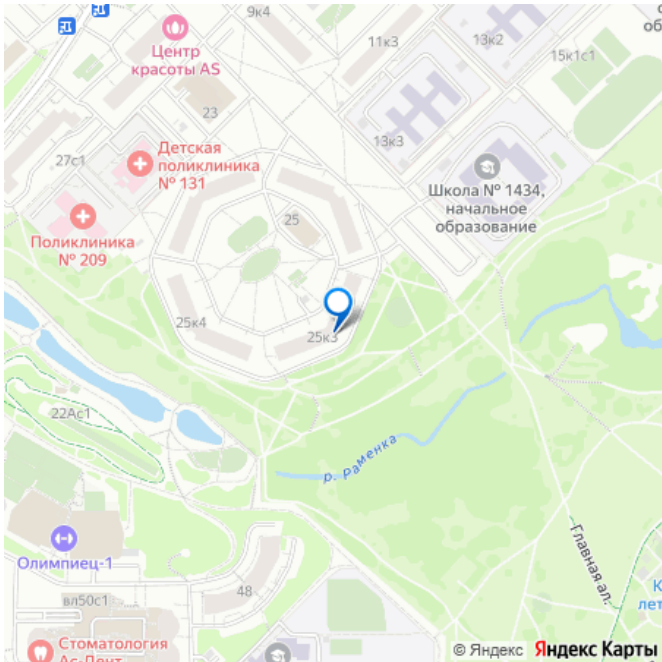 9к4
Центр
красоты AS
11к3
13к2
15к1с1
23
13к3
27с1
Детская
поликлиника
№ 131
Школа № 1434,
начальное
образование
25
Поликлиника
№ 209
25к4
25к3
22Ас1
р. Раменка
Олимпиец-1
Главная ал.
48
вл50с1
Стоматология
© Яндекс Яндекс Карты